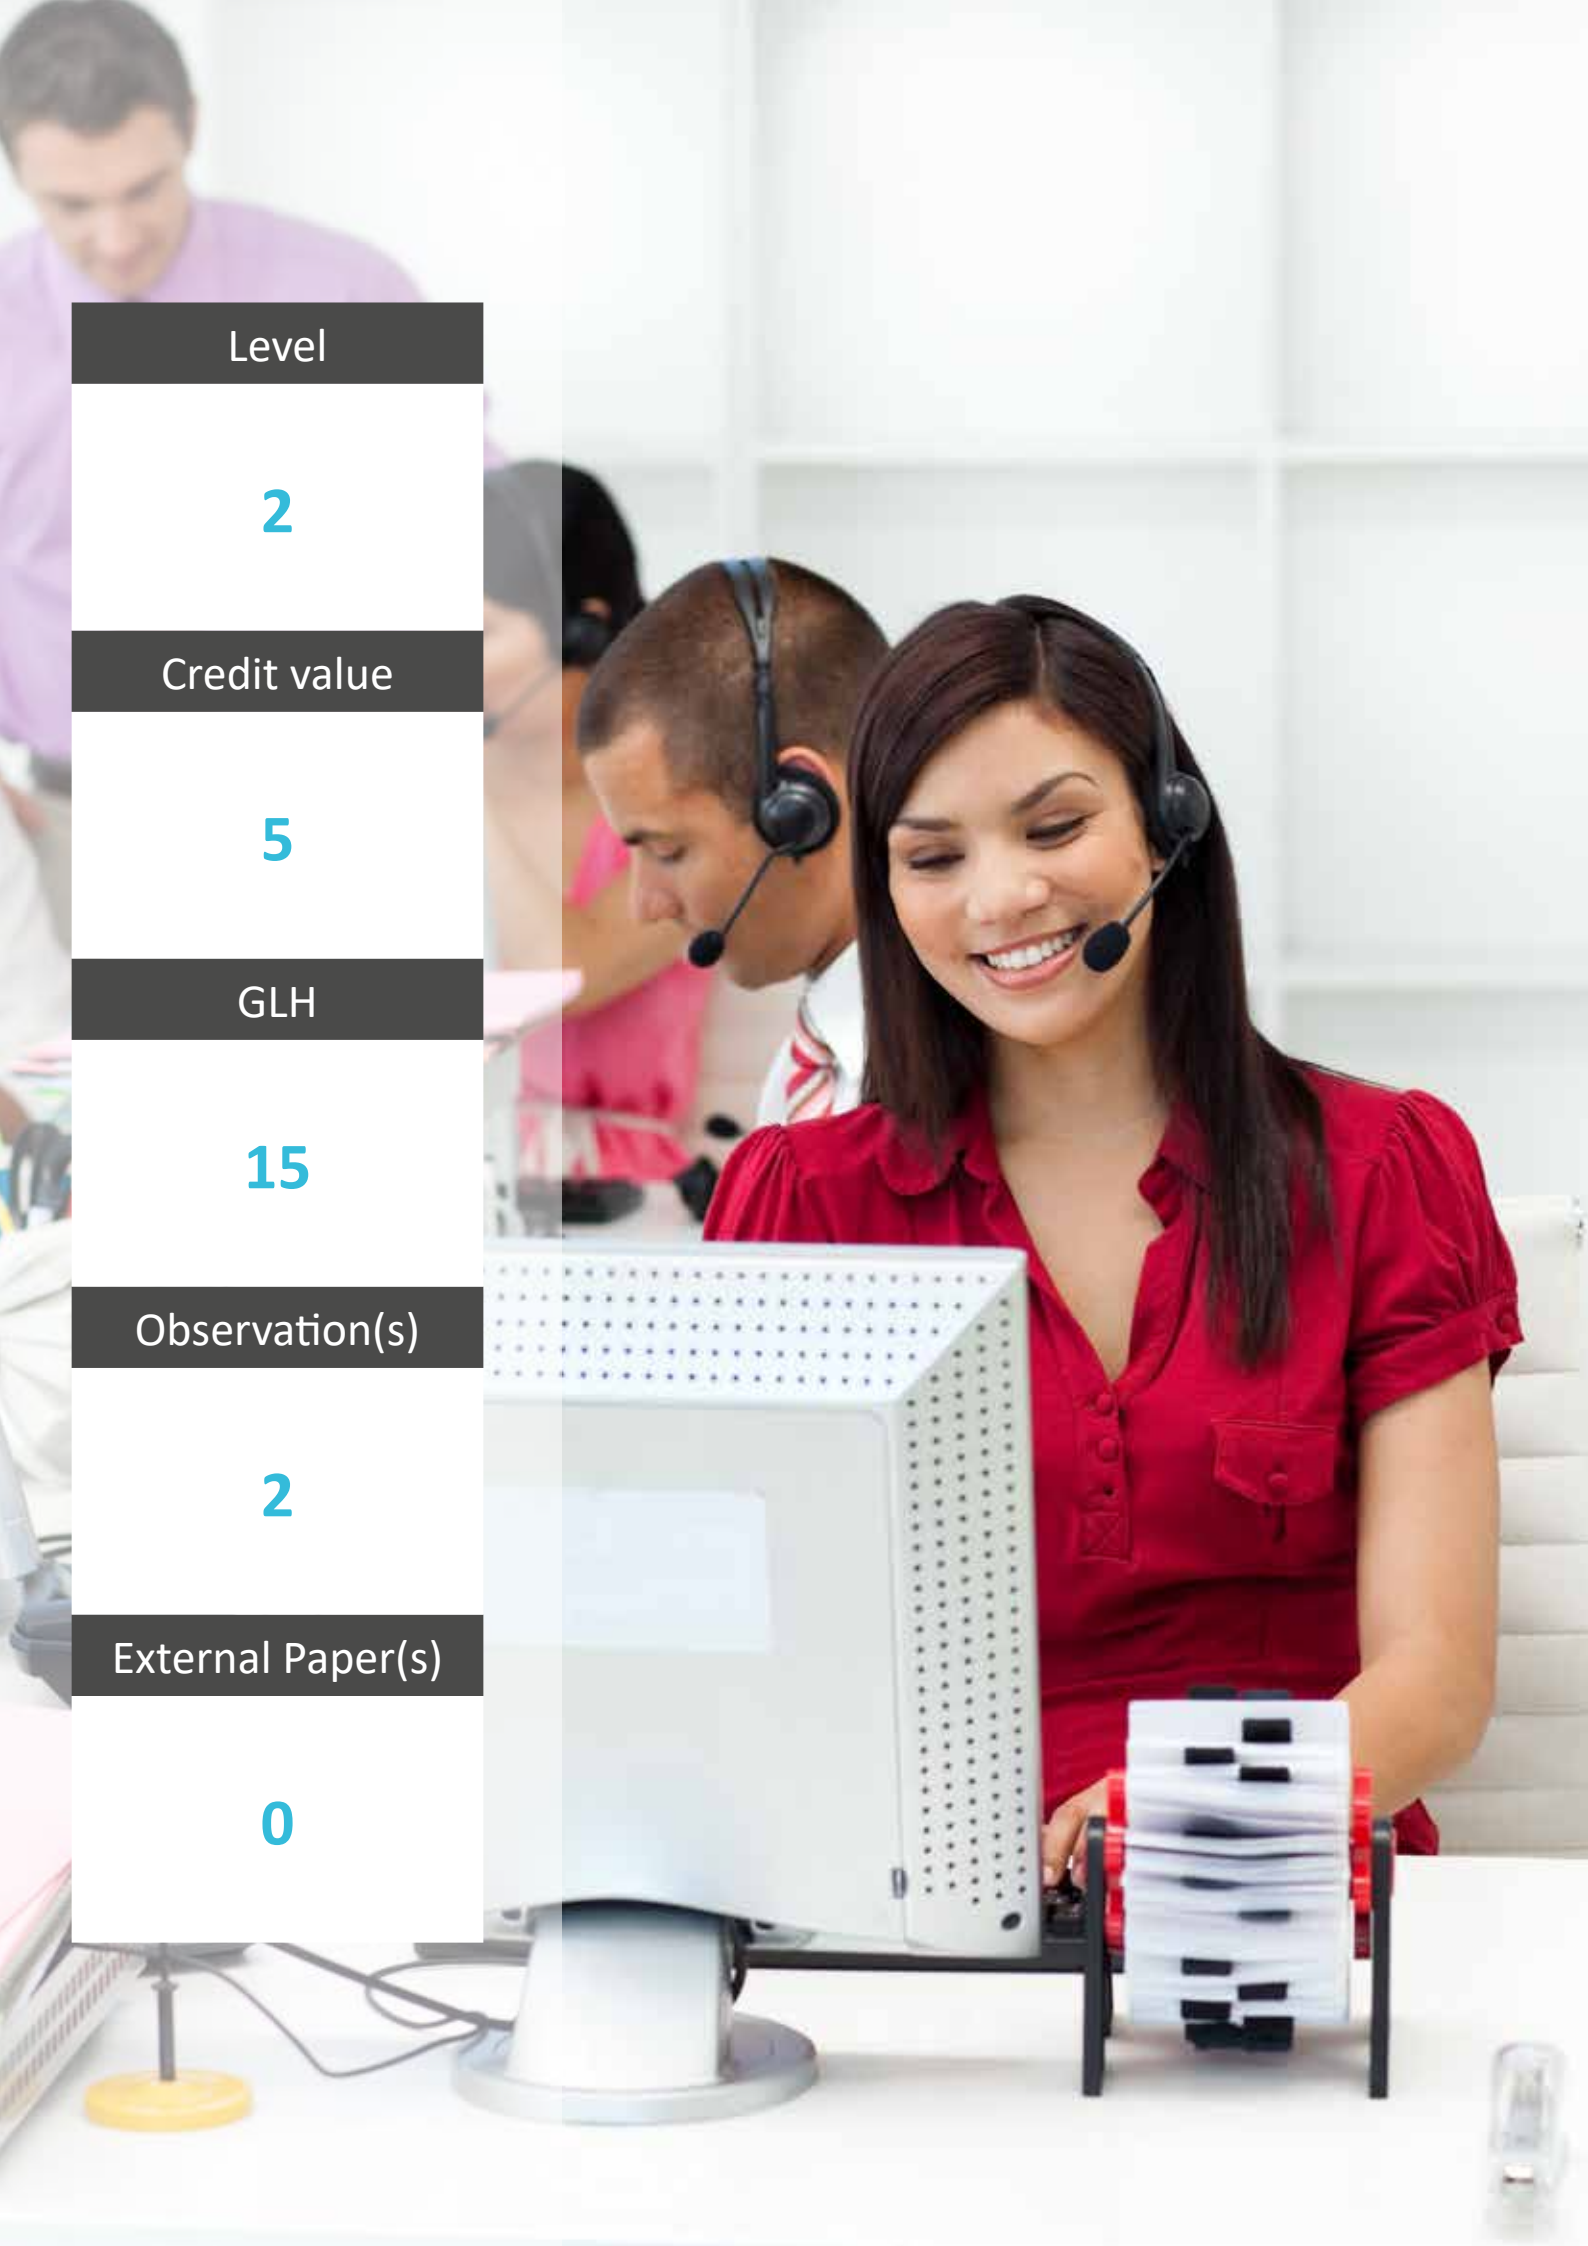 Level
2
Credit value
5
GLH
15
Observation(s)
2
External Paper(s)
0